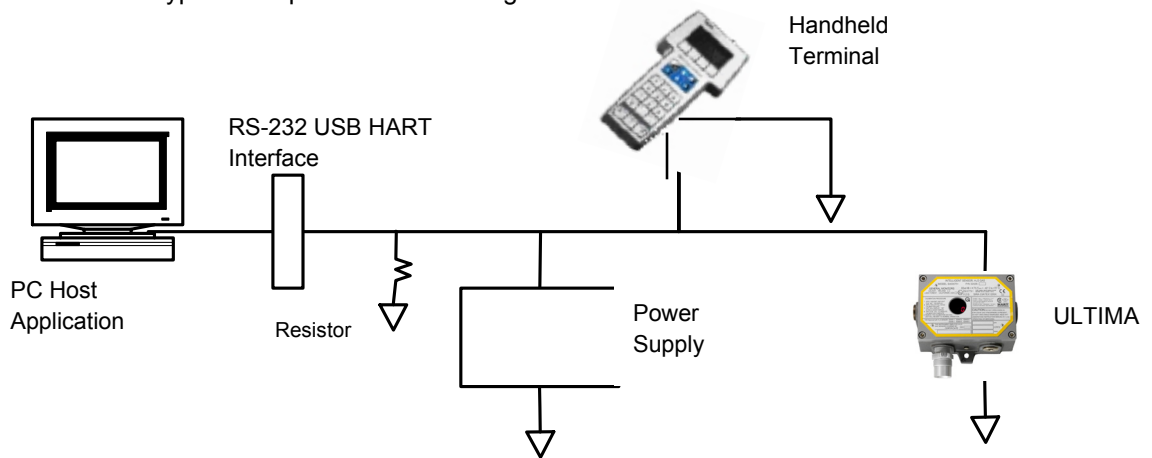 Handheld
Terminal
RS-232 USB HART
Interface
PC Host
Application
Resistor
Power
Supply
ULTIMA